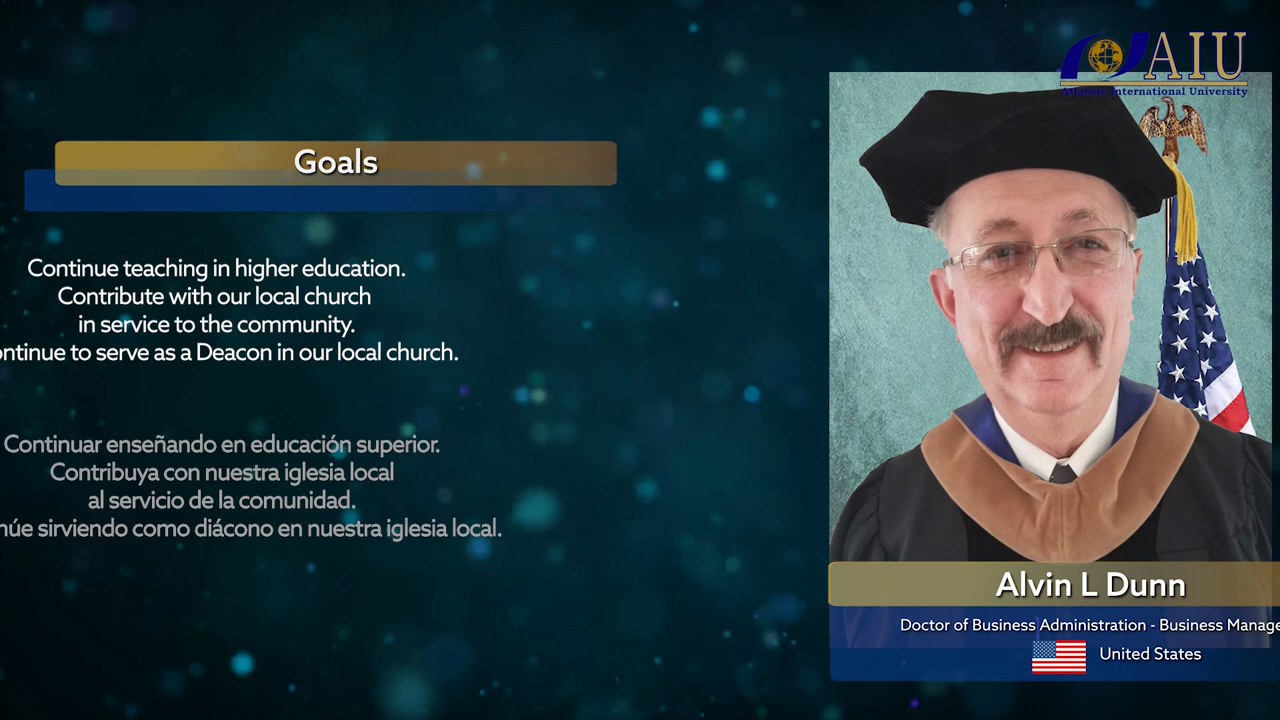 AIU
Atlantic International University
Goals
Continue teaching in higher education.
Contribute with our local church
in service to the community.
ontinue to serve as a Deacon in our local church.
Continuar enseñando en educación superior.
Contribuya con nuestra iglesia local
al servicio de la comunidad.
núe sirviendo como diácono en nuestra iglesia local.
Alvin L Dunn
Doctor of Business Administration - Business Manage
United States